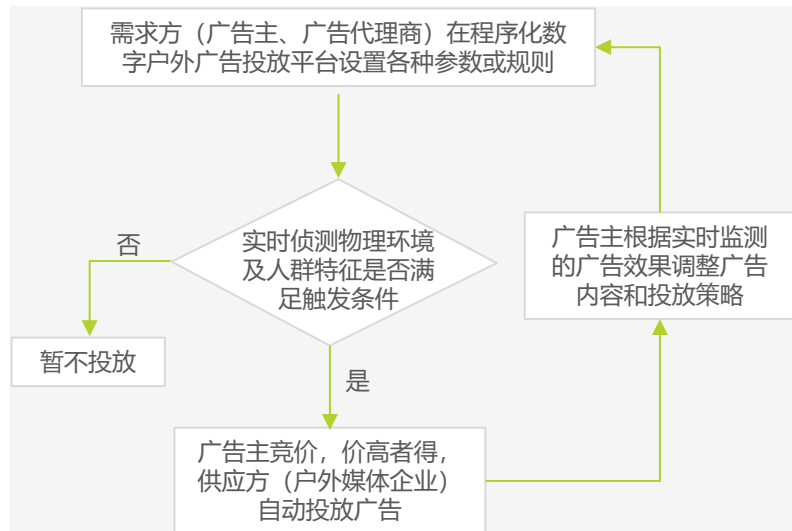 需求方（广告主、广告代理商）在程序化数
字户外广告投放平台设置各种参数或规则
否
实时侦测物理环境
及人群特征是否满
足触发条件
广告主根据实时监测
的广告效果调整广告
内容和投放策略
暂不投放
是
广告主竞价，价高者得，
供应方（户外媒体企业）
自动投放广告